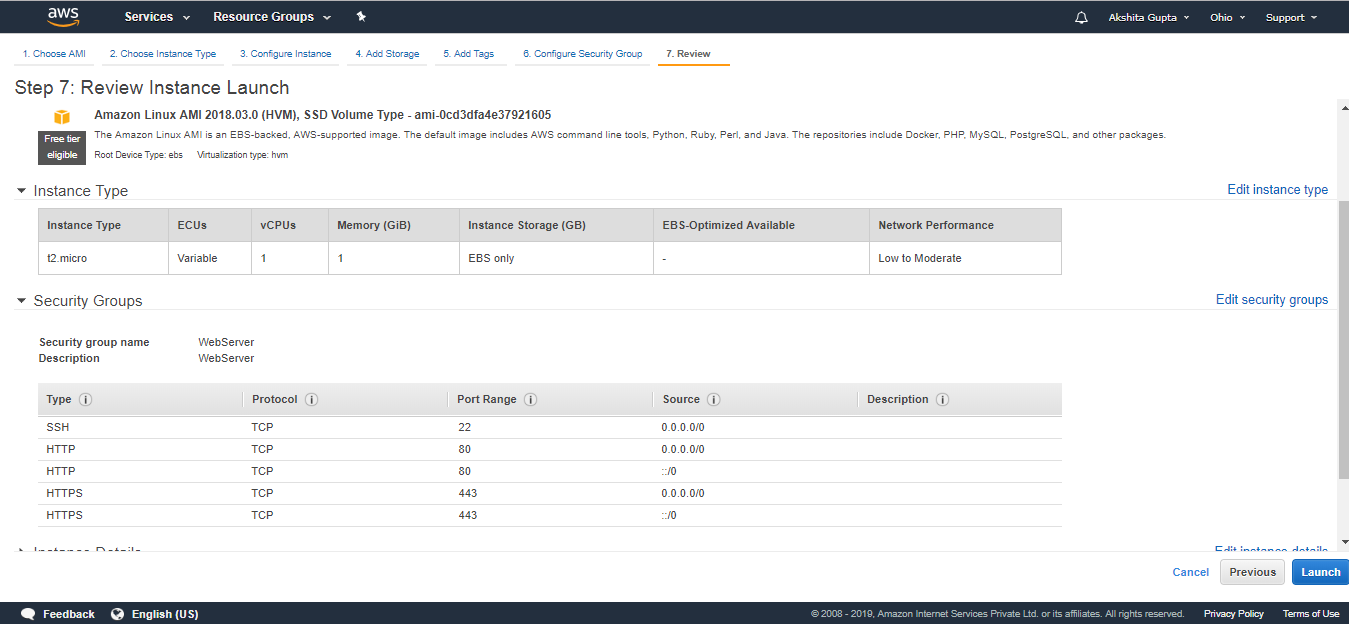 aws Services Resource Groups Akshita Gupta Ohio Support
1. Choose AMI 2. Choose Instance Type 3. Configure Instance 4. Add Storage 5. Add Tags 6. Configure Security Group 7. Review
Step 7: Review Instance Launch
Amazon Linux AMI 2018.03.0 (HVM), SSD Volume Type - ami-0cd3dfa4e37921605
Free tier eligible
The Amazon Linux AMI is an EBS-backed, AWS-supported image. The default image includes AWS command line tools, Python, Ruby, Perl, and Java. The repositories include Docker, PHP, MySQL, PostgreSQL, and other packages.
Root Device Type: ebs Virtualization type: hvm
Instance Type Edit instance type
Instance Type ECUs vCPUs Memory (GiB) Instance Storage (GB) EBS-Optimized Available Network Performance
t2.micro Variable 1 1 EBS only - Low to Moderate
Security Groups Edit security groups
Security group name WebServer
Description WebServer
Type i Protocol i Port Range i Source i Description i
SSH TCP 22 0.0.0.0/0
HTTP TCP 80 0.0.0.0/0
HTTP TCP 80 ::/0
HTTPS TCP 443 0.0.0.0/0
HTTPS TCP 443 ::/0
Instance Details Edit instance details
Cancel Previous Launch
Feedback English (US) © 2008 - 2019, Amazon Internet Services Private Ltd. or its affiliates. All rights reserved. Privacy Policy Terms of Use